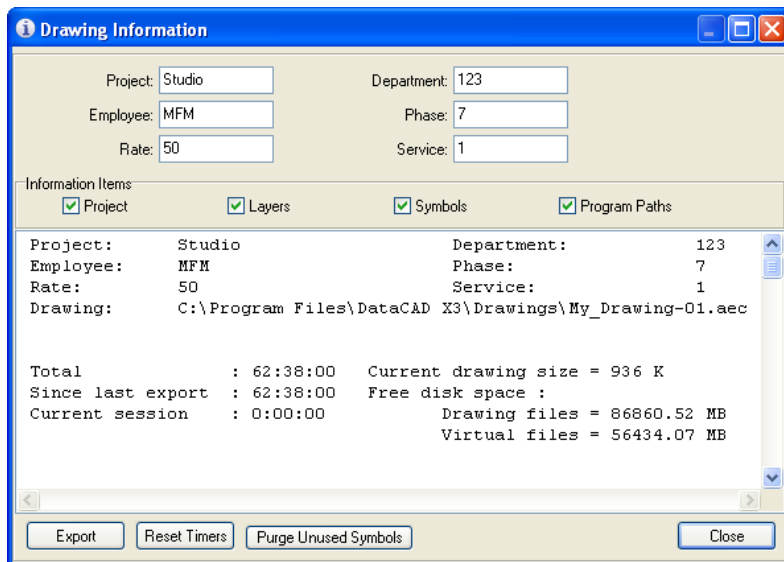 Drawing Information
Project: Studio Department: 123
Employee: MFM Phase: 7
Rate: 50 Service: 1
Information Items
Project Layers Symbols Program Paths
Project: Studio Department: 123
Employee: MFM Phase: 7
Rate: 50 Service: 1
Drawing: C:\Program Files\DataCAD X3\Drawings\My_Drawing-01.aec
Total : 62:38:00 Current drawing size = 936 K
Since last export : 62:38:00 Free disk space :
Current session : 0:00:00 Drawing files = 86860.52 MB
Virtual files = 56434.07 MB
Export Reset Timers Purge Unused Symbols Close